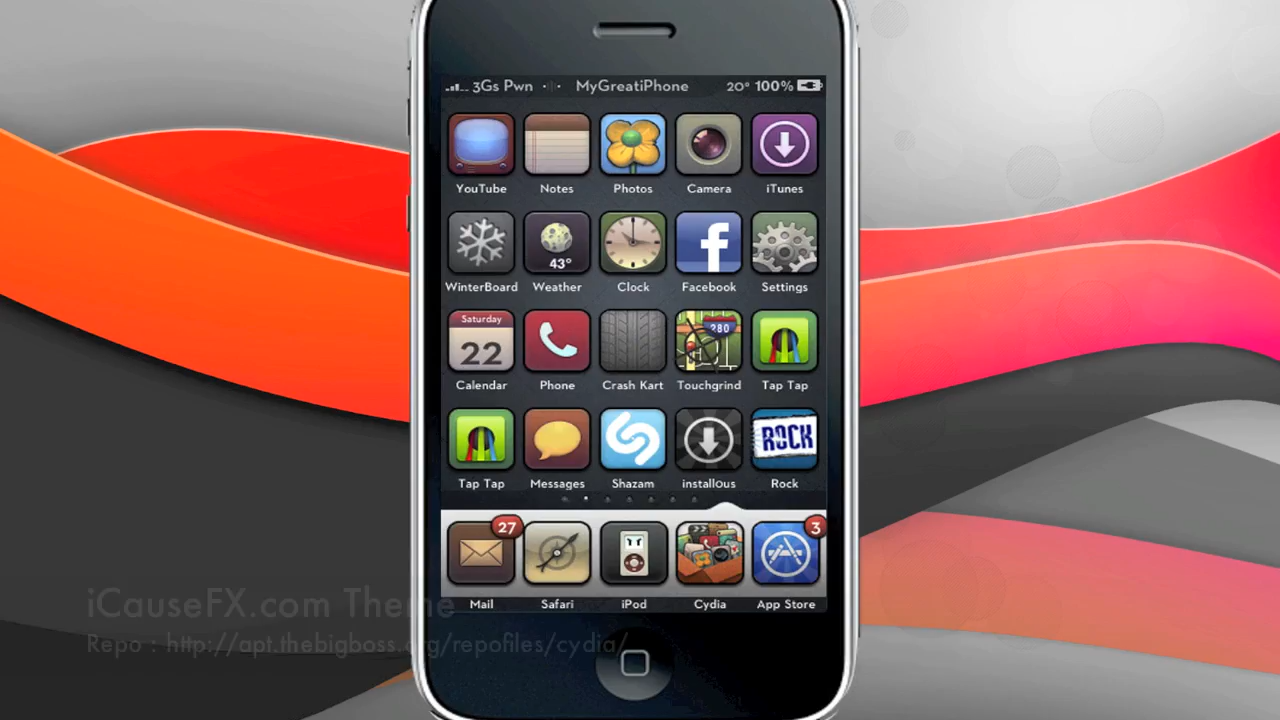 3Gs Pwn MyGreatiPhone 20° 100%
YouTube Notes Photos Camera iTunes
43°
WinterBoard Weather Clock Facebook Settings
Saturday 280
22
Calendar Phone Crash Kart Touchgrind Tap Tap
ROCK
Tap Tap Messages Shazam installous Rock
27 3
Mail Safari iPod Cydia App Store
iCauseFX.com Theme
Repo : http://apt.thebigboss.org/repofiles/cydia/